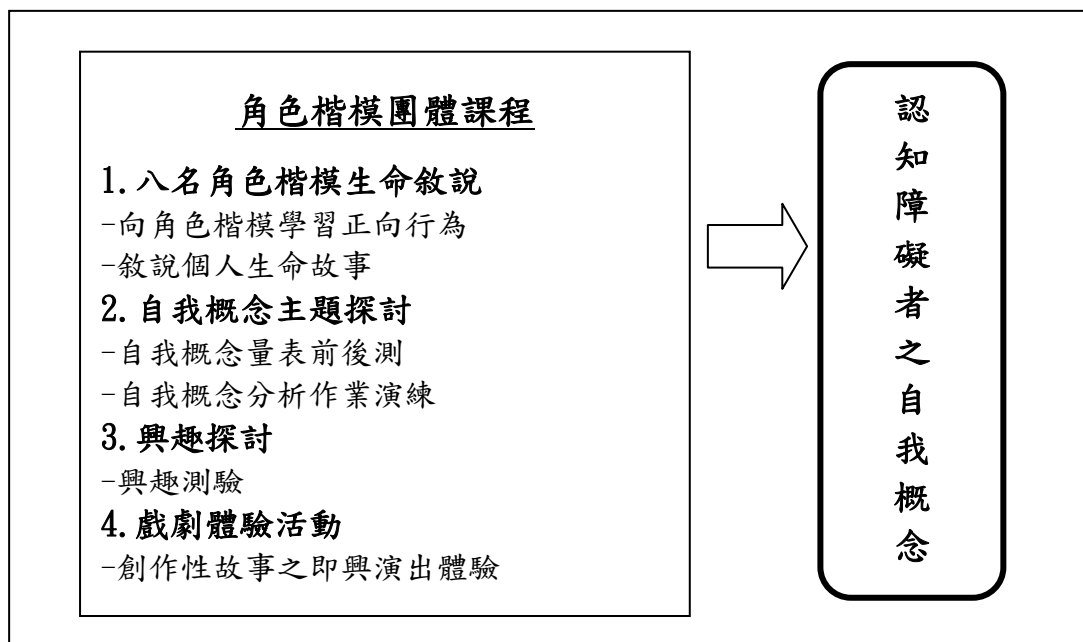 角色楷模團體課程
1.八名角色楷模生命敘說
-向角色楷模學習正向行為
-敘說個人生命故事
2.自我概念主題探討
-自我概念量表前後測
-自我概念分析作業演練
3.興趣探討
-興趣測驗
4.戲劇體驗活動
-創作性故事之即興演出體驗
認知障礙者之自我概念